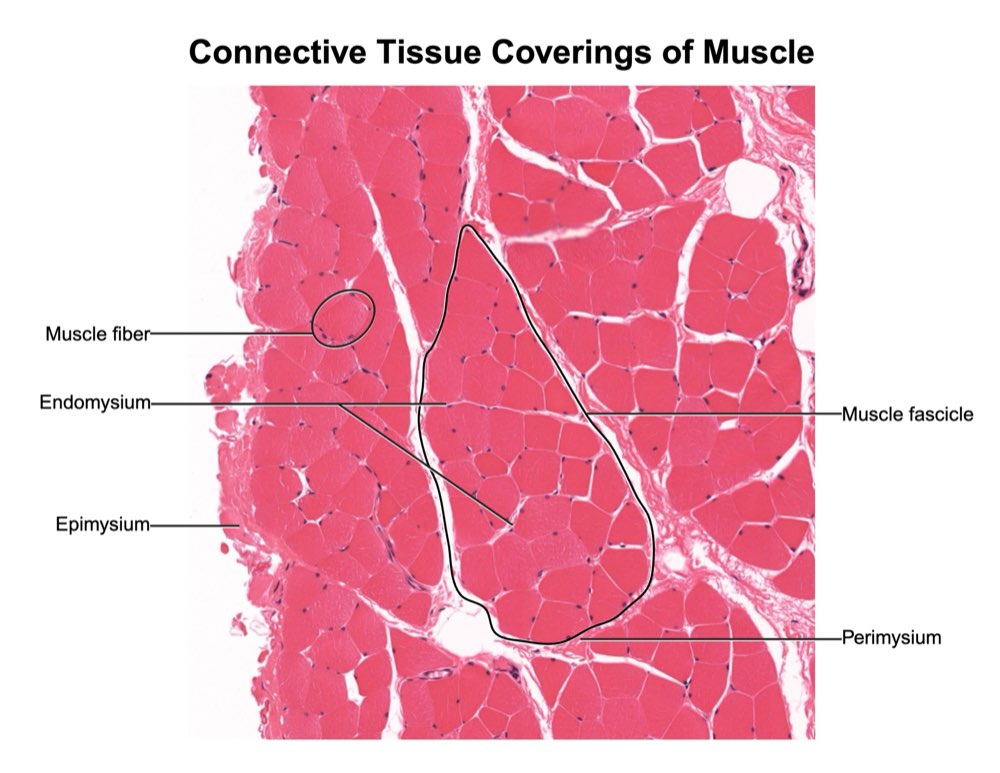 Connective Tissue Coverings of Muscle
Muscle fiber
Endomysium
Muscle fascicle
Epimysium
Perimysium